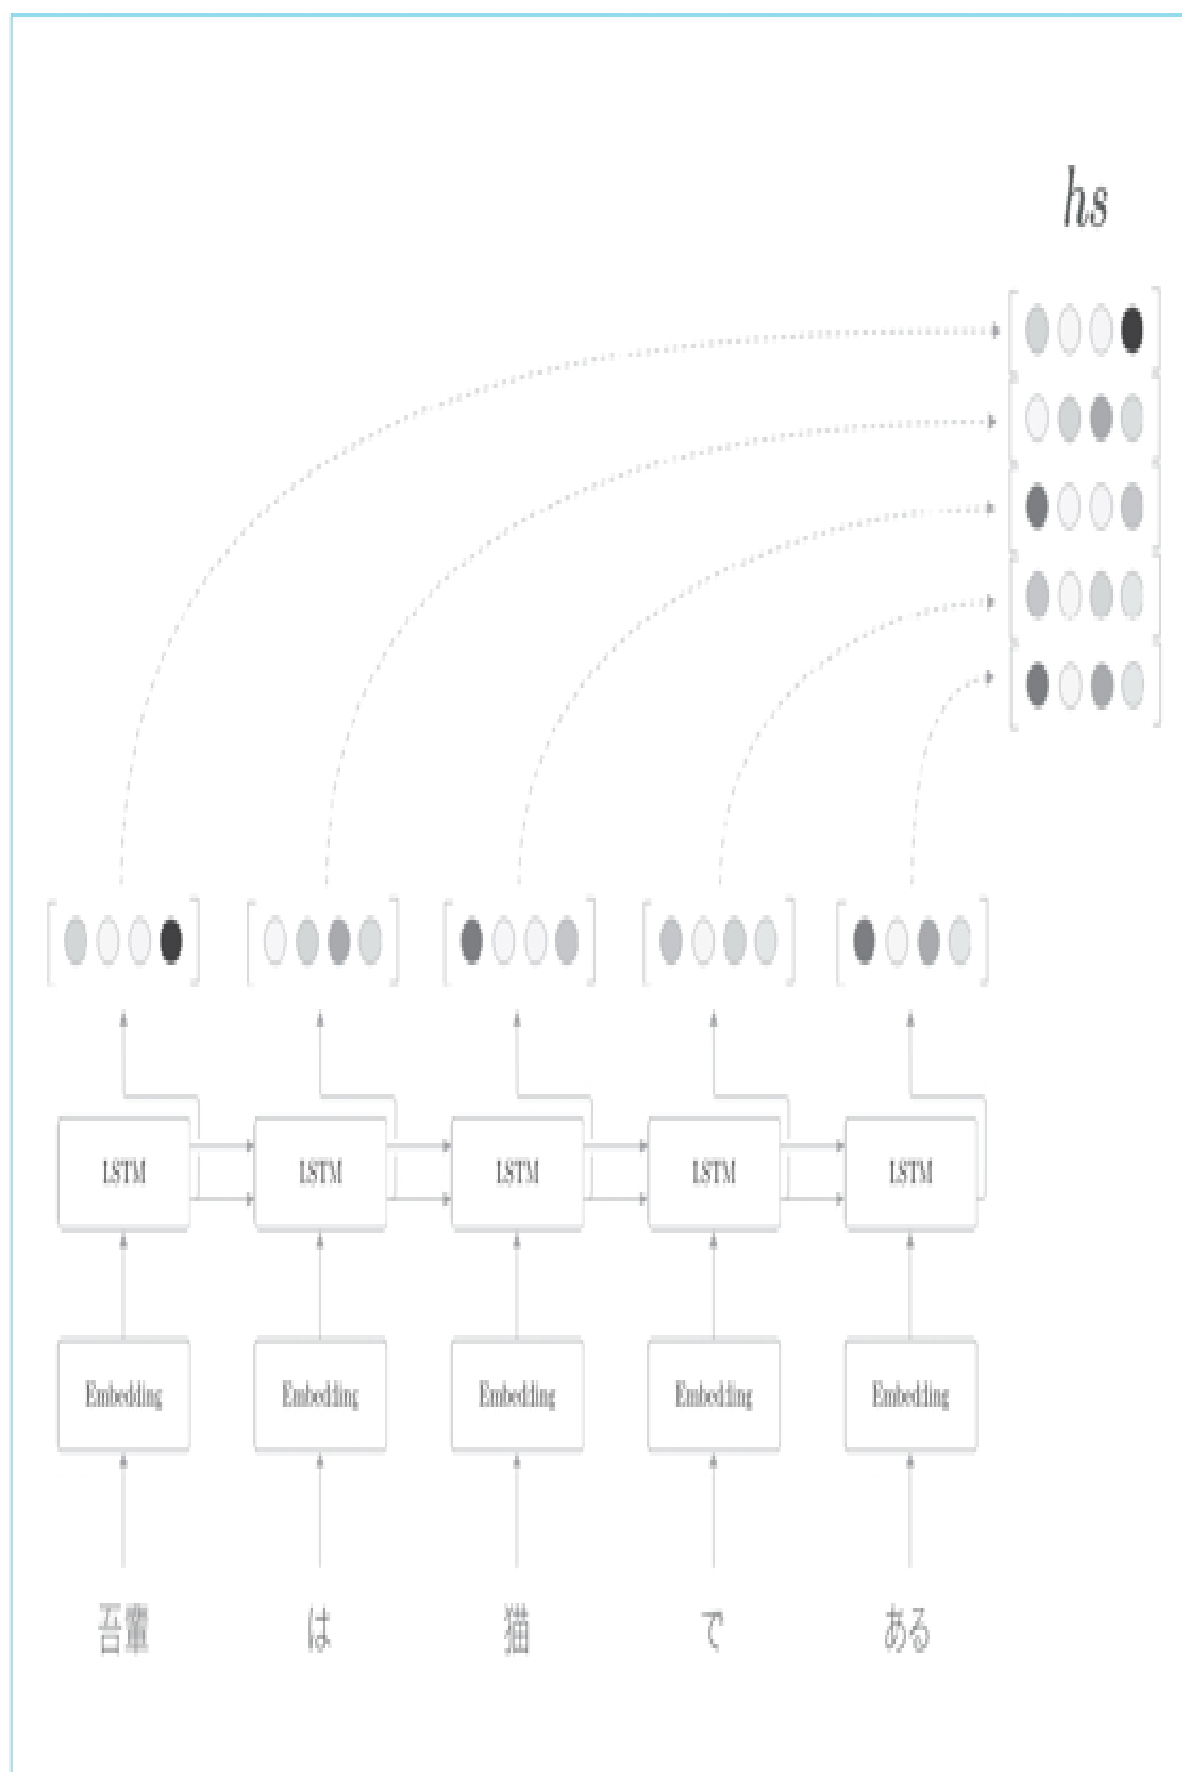 hs
LSTM LSTM LSTM LSTM LSTM
Embedding Embedding Embedding Embedding Embedding
吾輩 は 猫 で ある